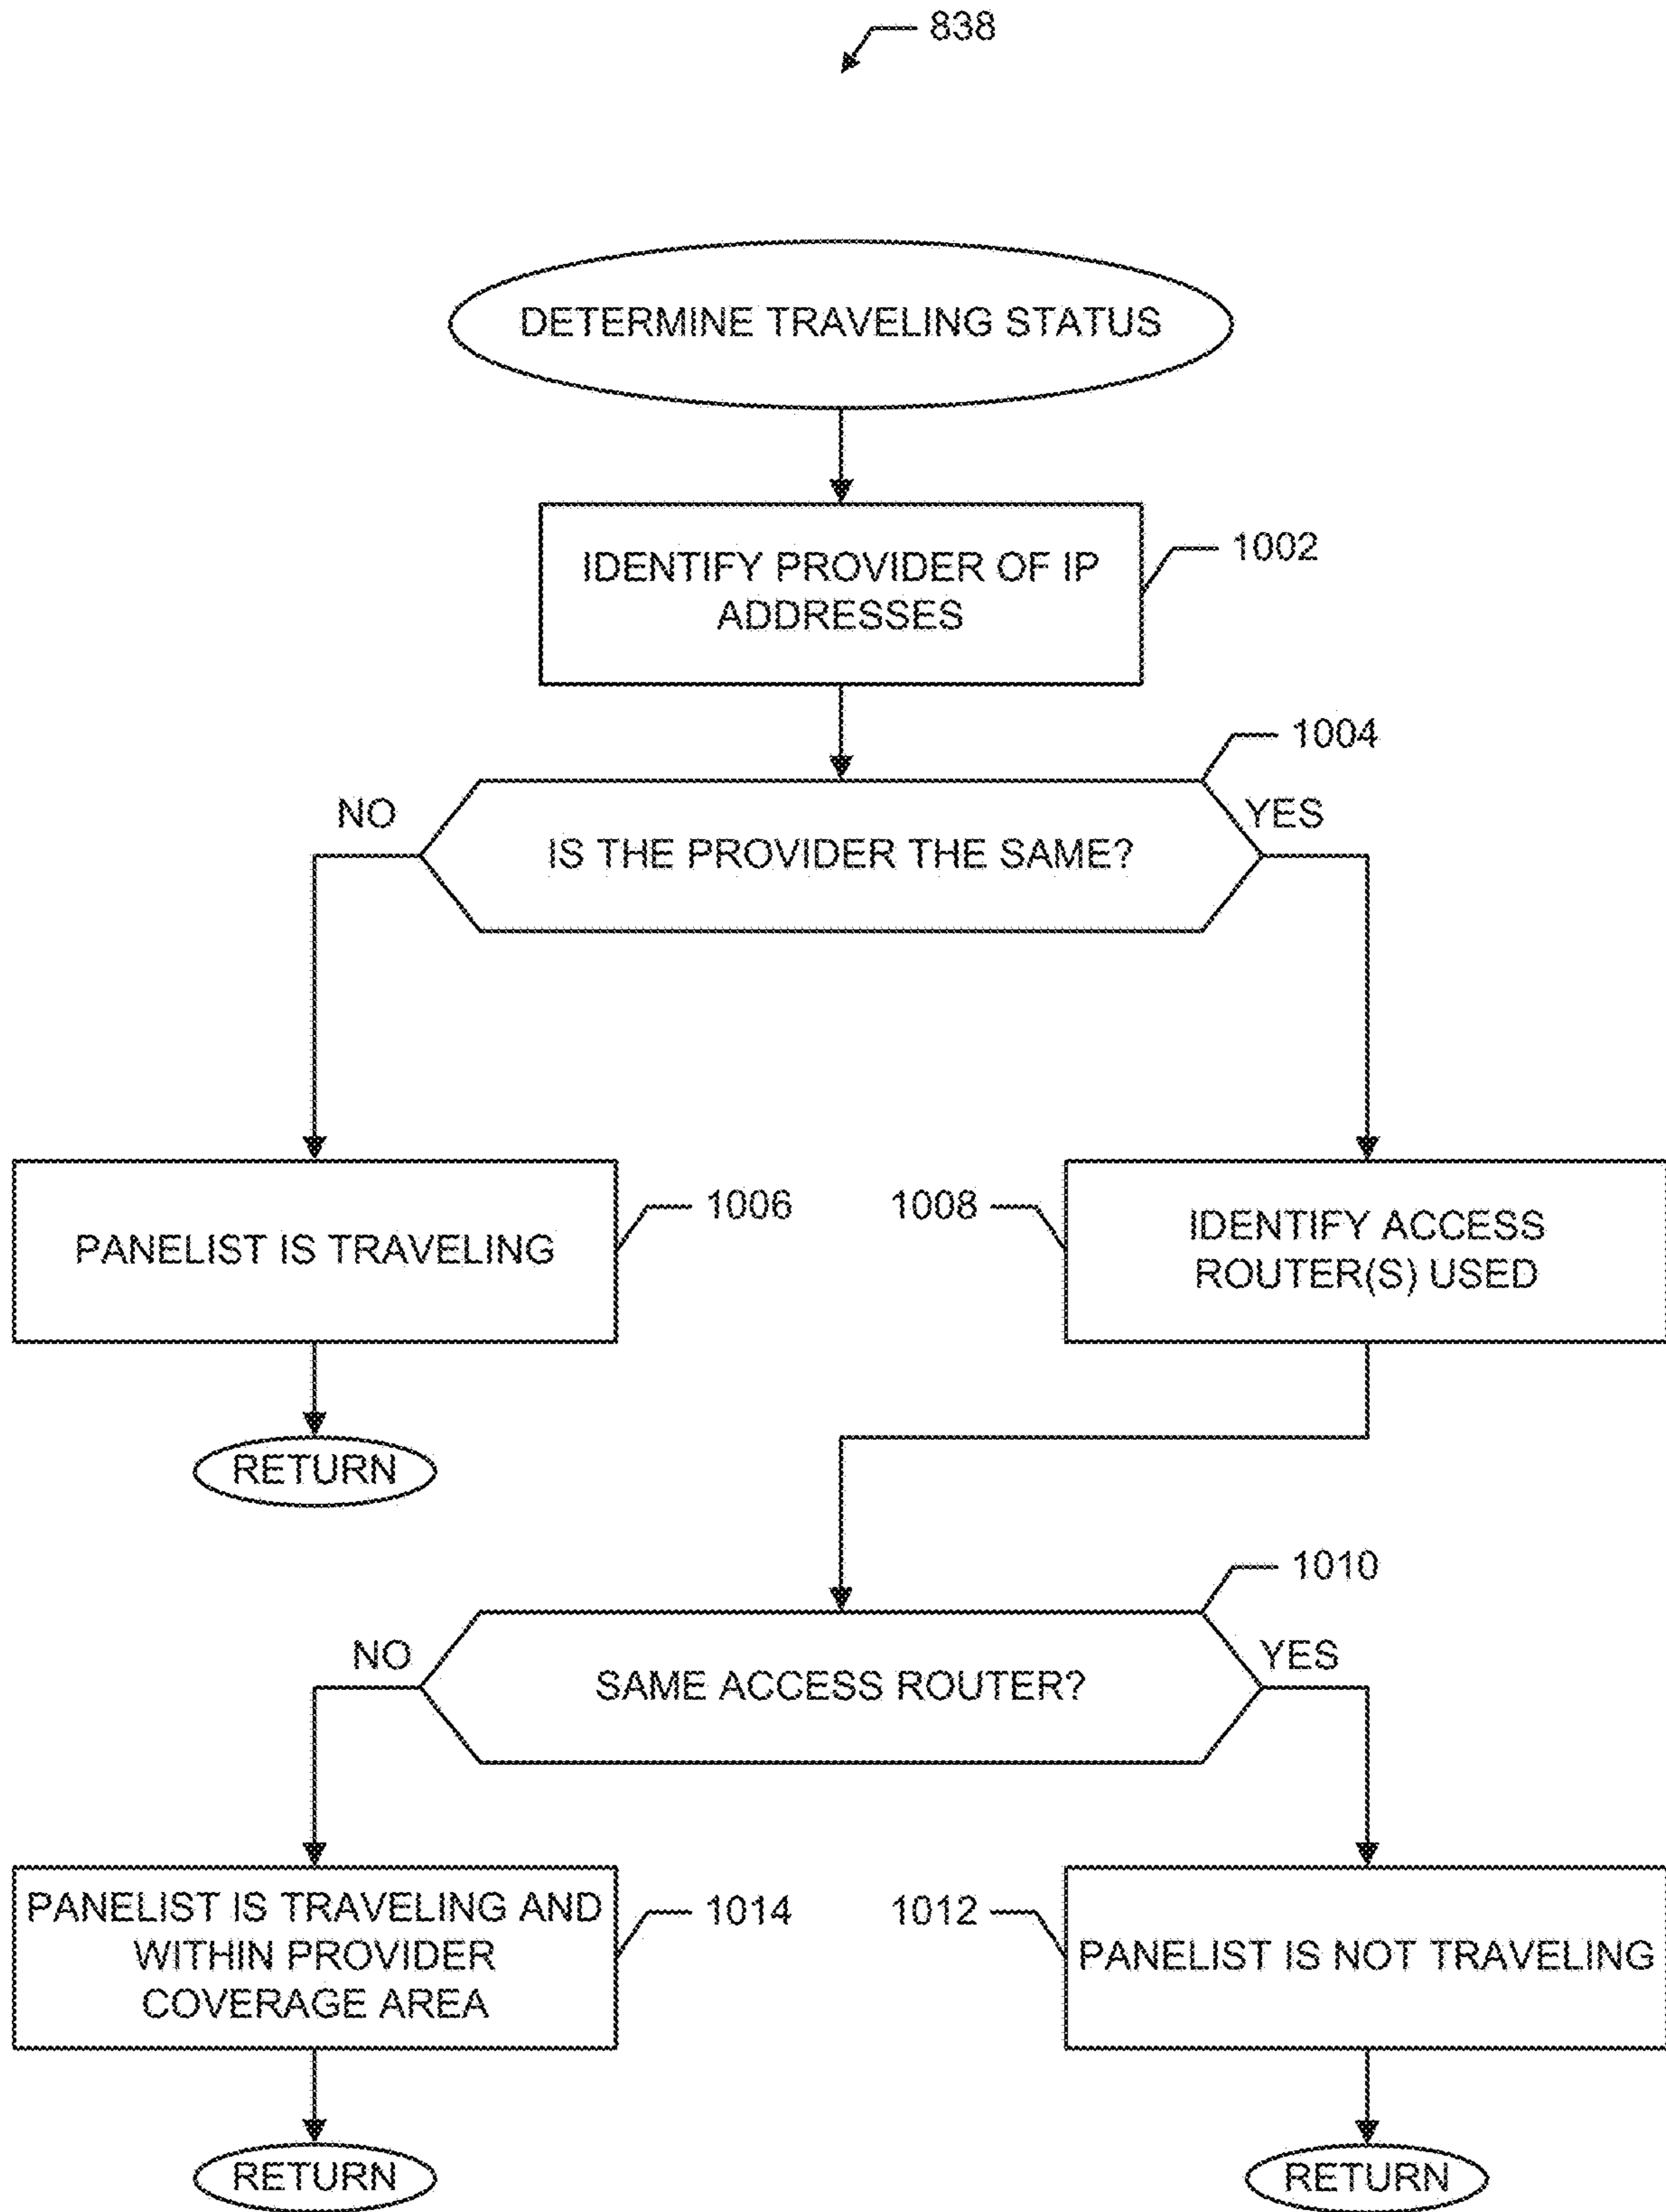 838
DETERMINE TRAVELING STATUS
IDENTIFY PROVIDER OF IP
ADDRESSES
1002
1004
NO
YES
IS THE PROVIDER THE SAME?
PANELIST IS TRAVELING
1006
1008
IDENTIFY ACCESS
ROUTER(S) USED
RETURN
1010
NO
YES
SAME ACCESS ROUTER?
PANELIST IS TRAVELING AND
WITHIN PROVIDER
COVERAGE AREA
1014
1012
PANELIST IS NOT TRAVELING
RETURN
RETURN